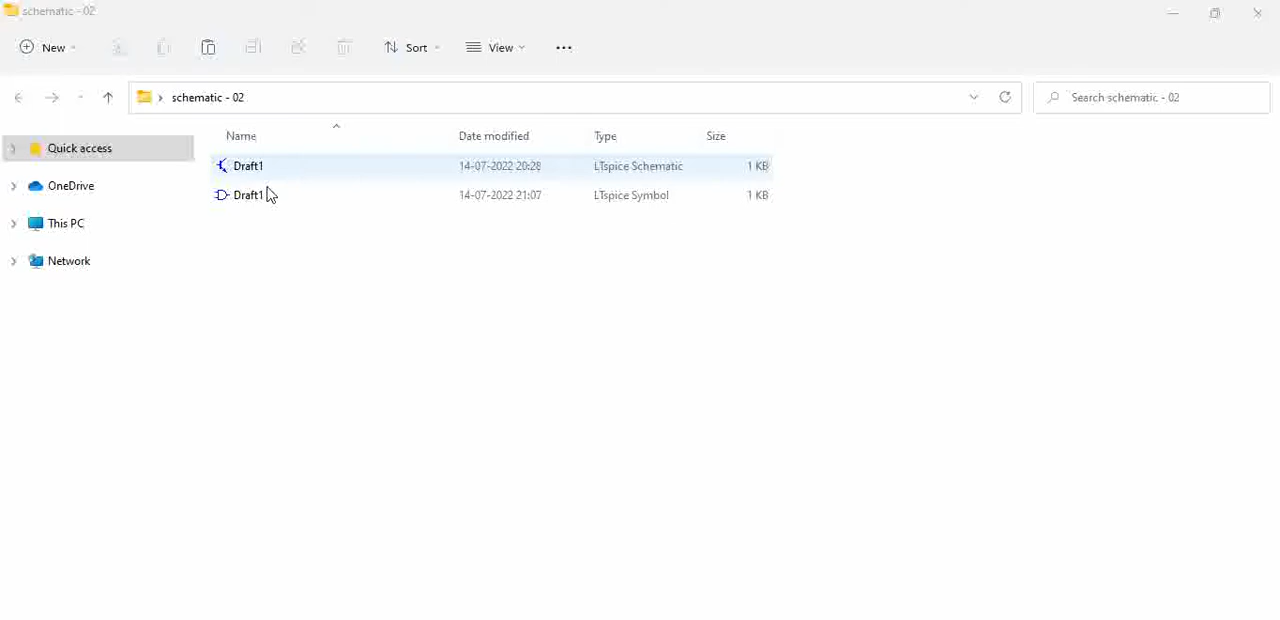 schematic - 02
New
Sort
View
schematic - 02
Search schematic - 02
Name Date modified Type Size
Quick access
Draft1 14-07-2022 20:28 LTspice Schematic 1 KB
OneDrive
Draft1 14-07-2022 21:07 LTspice Symbol 1 KB
This PC
Network